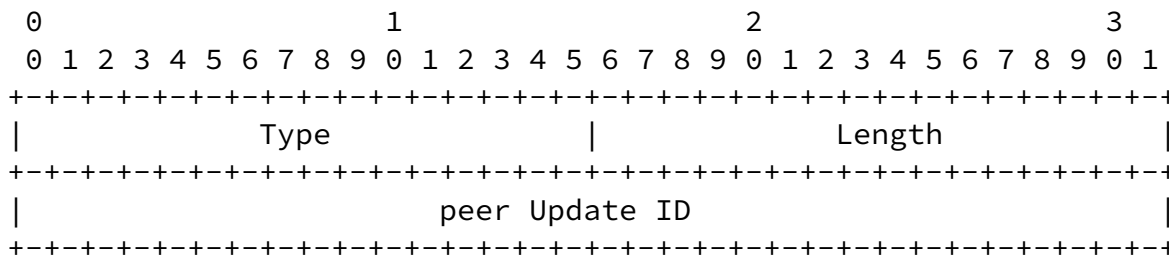 0                   1                   2                   3
 0 1 2 3 4 5 6 7 8 9 0 1 2 3 4 5 6 7 8 9 0 1 2 3 4 5 6 7 8 9 0 1
+-+-+-+-+-+-+-+-+-+-+-+-+-+-+-+-+-+-+-+-+-+-+-+-+-+-+-+-+-+-+-+-+
|             Type              |             Length            |
+-+-+-+-+-+-+-+-+-+-+-+-+-+-+-+-+-+-+-+-+-+-+-+-+-+-+-+-+-+-+-+-+
|                       peer Update ID                          |
+-+-+-+-+-+-+-+-+-+-+-+-+-+-+-+-+-+-+-+-+-+-+-+-+-+-+-+-+-+-+-+-+